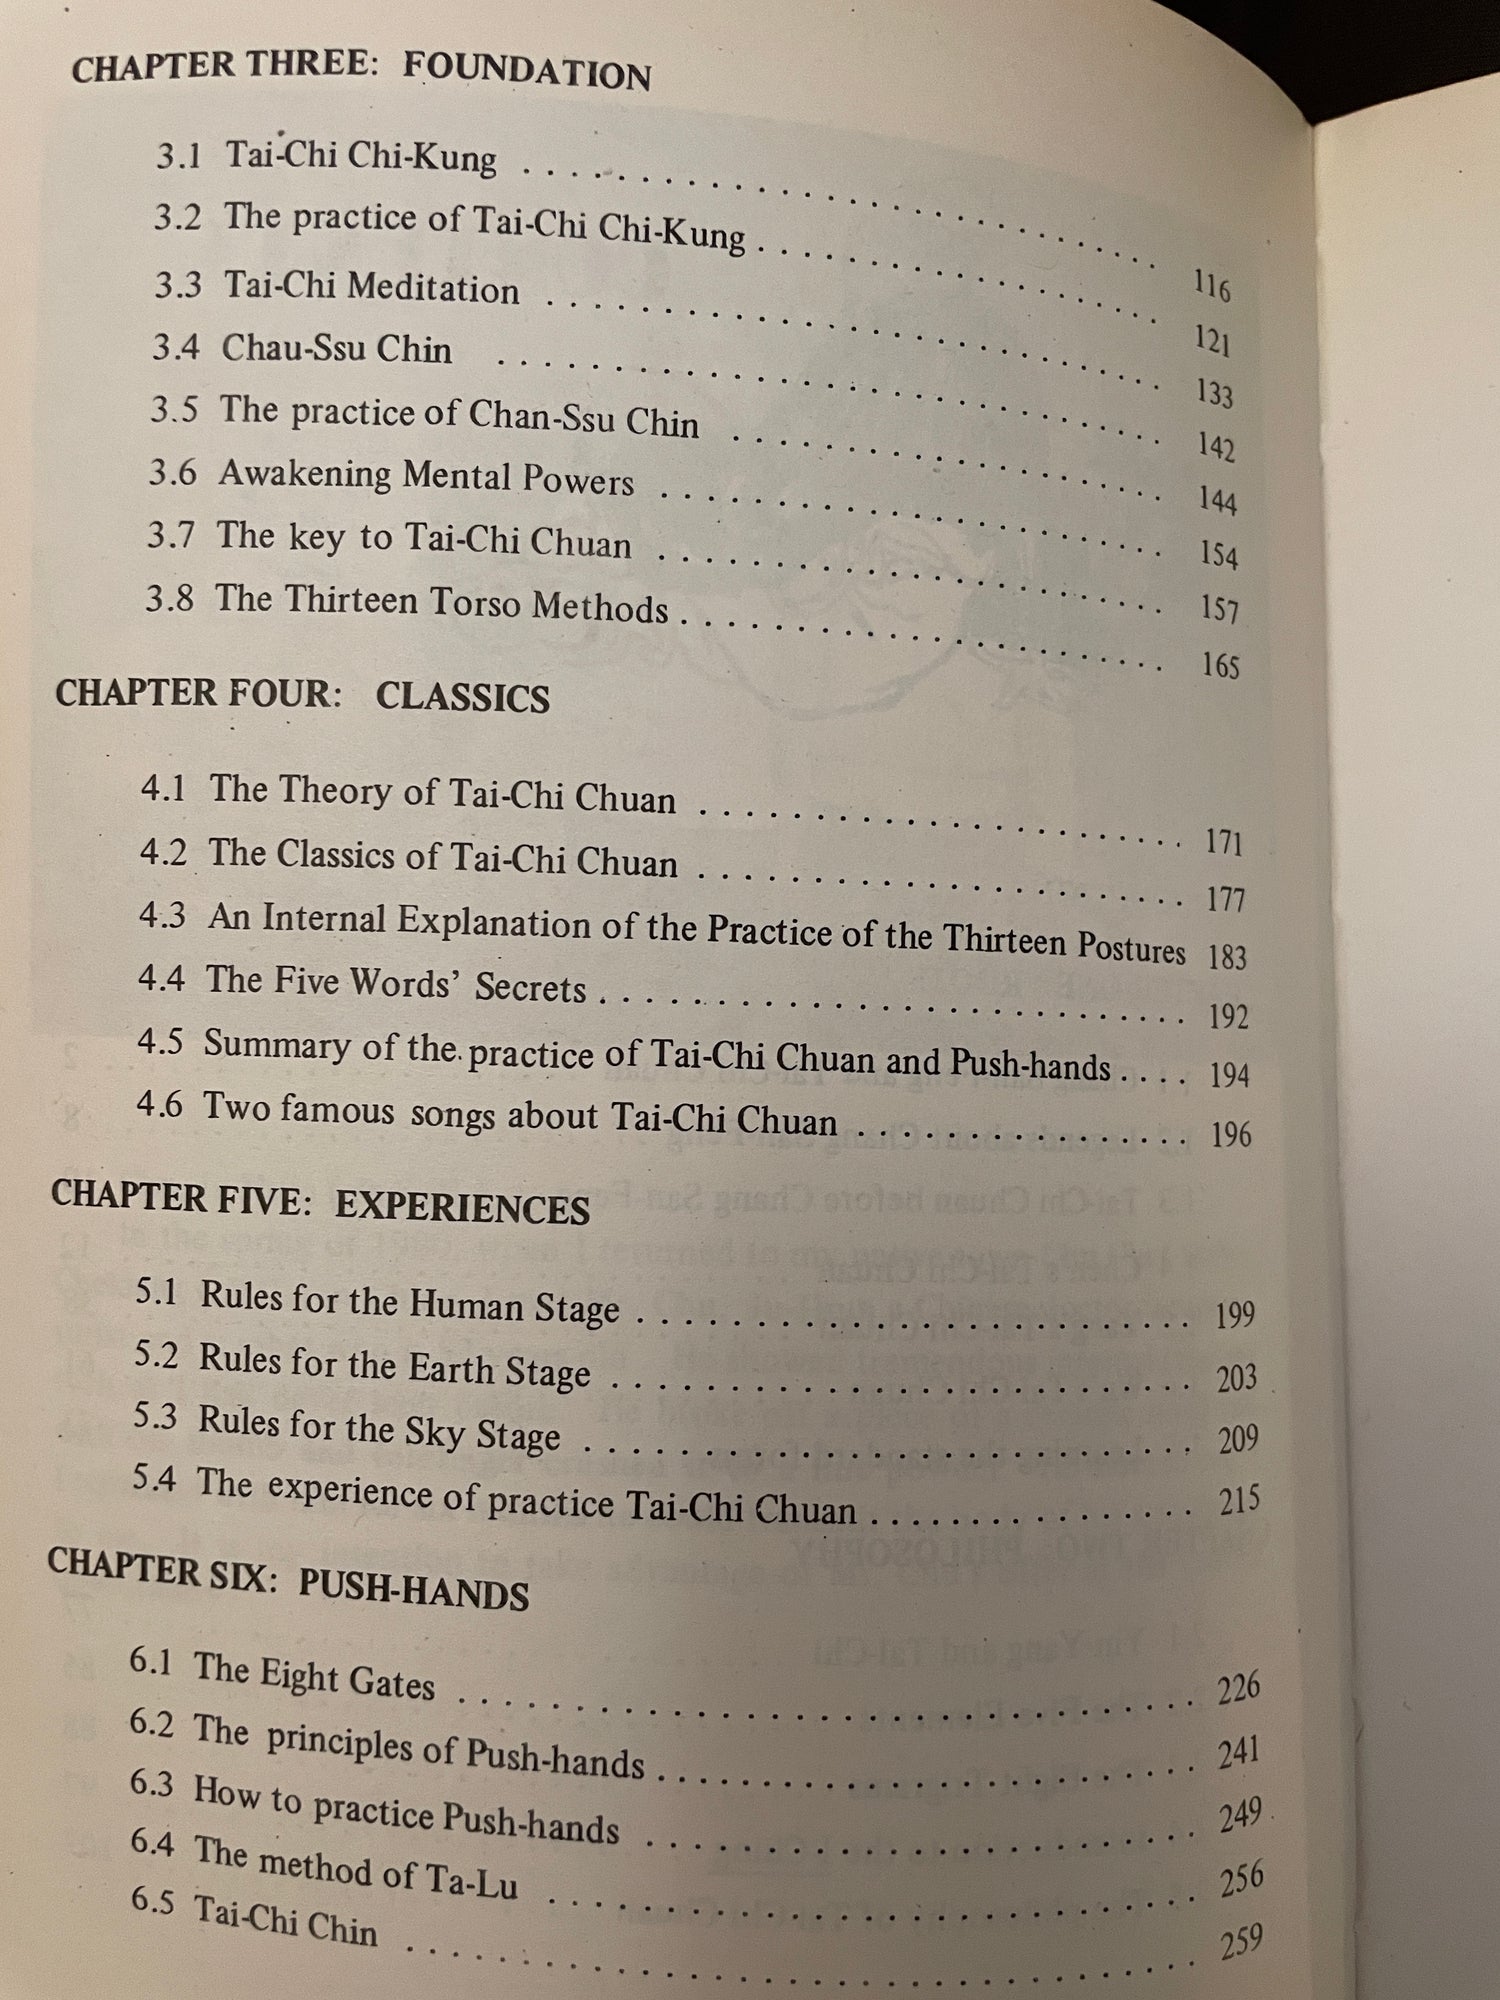 CHAPTER THREE: FOUNDATION
3.1 Tai-Chi Chi-Kung . . . . . . . . . . . . . . . . . . . . . . . . . . . . 116
3.2 The practice of Tai-Chi Chi-Kung . . . . . . . . . . . . . . . . . . 121
3.3 Tai-Chi Meditation . . . . . . . . . . . . . . . . . . . . . . . . . . . 133
3.4 Chau-Ssu Chin . . . . . . . . . . . . . . . . . . . . . . . . . . . . . 142
3.5 The practice of Chan-Ssu Chin . . . . . . . . . . . . . . . . . . . 144
3.6 Awakening Mental Powers . . . . . . . . . . . . . . . . . . . . . . 154
3.7 The key to Tai-Chi Chuan . . . . . . . . . . . . . . . . . . . . . . 157
3.8 The Thirteen Torso Methods . . . . . . . . . . . . . . . . . . . . . 165
CHAPTER FOUR: CLASSICS
4.1 The Theory of Tai-Chi Chuan . . . . . . . . . . . . . . . . . . . . . 171
4.2 The Classics of Tai-Chi Chuan . . . . . . . . . . . . . . . . . . . . . 177
4.3 An Internal Explanation of the Practice of the Thirteen Postures 183
4.4 The Five Words' Secrets . . . . . . . . . . . . . . . . . . . . . . . . . 192
4.5 Summary of the practice of Tai-Chi Chuan and Push-hands . . . . 194
4.6 Two famous songs about Tai-Chi Chuan . . . . . . . . . . . . . . . 196
CHAPTER FIVE: EXPERIENCES
5.1 Rules for the Human Stage . . . . . . . . . . . . . . . . . . . . . . . . 199
5.2 Rules for the Earth Stage . . . . . . . . . . . . . . . . . . . . . . . . . 203
5.3 Rules for the Sky Stage . . . . . . . . . . . . . . . . . . . . . . . . . . 209
5.4 The experience of practice Tai-Chi Chuan . . . . . . . . . . . . . . 215
CHAPTER SIX: PUSH-HANDS
6.1 The Eight Gates . . . . . . . . . . . . . . . . . . . . . . . . . . . . . . . 226
6.2 The principles of Push-hands . . . . . . . . . . . . . . . . . . . . . . . 241
6.3 How to practice Push-hands . . . . . . . . . . . . . . . . . . . . . . . . 249
6.4 The method of Ta-Lu . . . . . . . . . . . . . . . . . . . . . . . . . . . . 256
6.5 Tai-Chi Chin . . . . . . . . . . . . . . . . . . . . . . . . . . . . . . . . . . 259